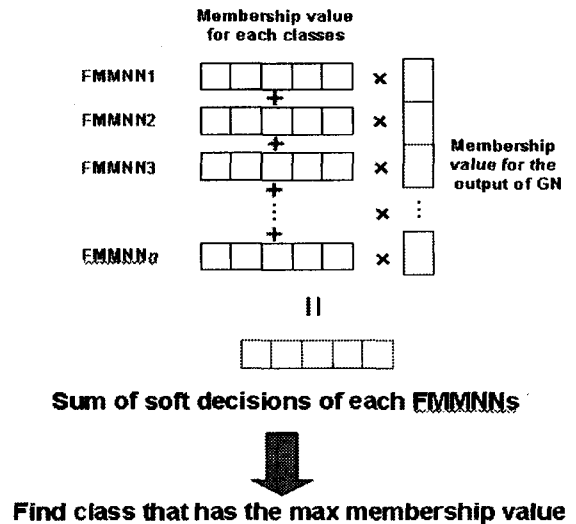 Membership value
for each classes
FMMNN1
×
+
FMMNN2
×
+
FMMNN3
×
Membership
value for the
output of GN
+
⋮
×
⋮
+
FMMNNg
×
=
Sum of soft decisions of each FMMNNs
Find class that has the max membership value